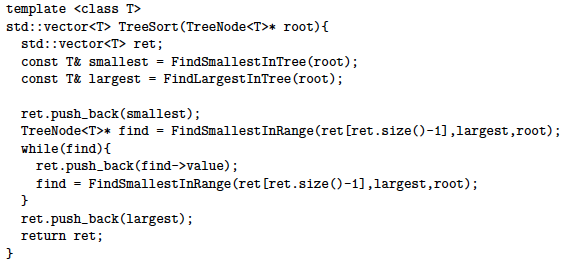 template <class T>
std::vector<T> TreeSort(TreeNode<T>* root){
  std::vector<T> ret;
  const T& smallest = FindSmallestInTree(root);
  const T& largest = FindLargestInTree(root);

  ret.push_back(smallest);
  TreeNode<T>* find = FindSmallestInRange(ret[ret.size()-1],largest,root);
  while(find){
    ret.push_back(find->value);
    find = FindSmallestInRange(ret[ret.size()-1],largest,root);
  }
  ret.push_back(largest);
  return ret;
}